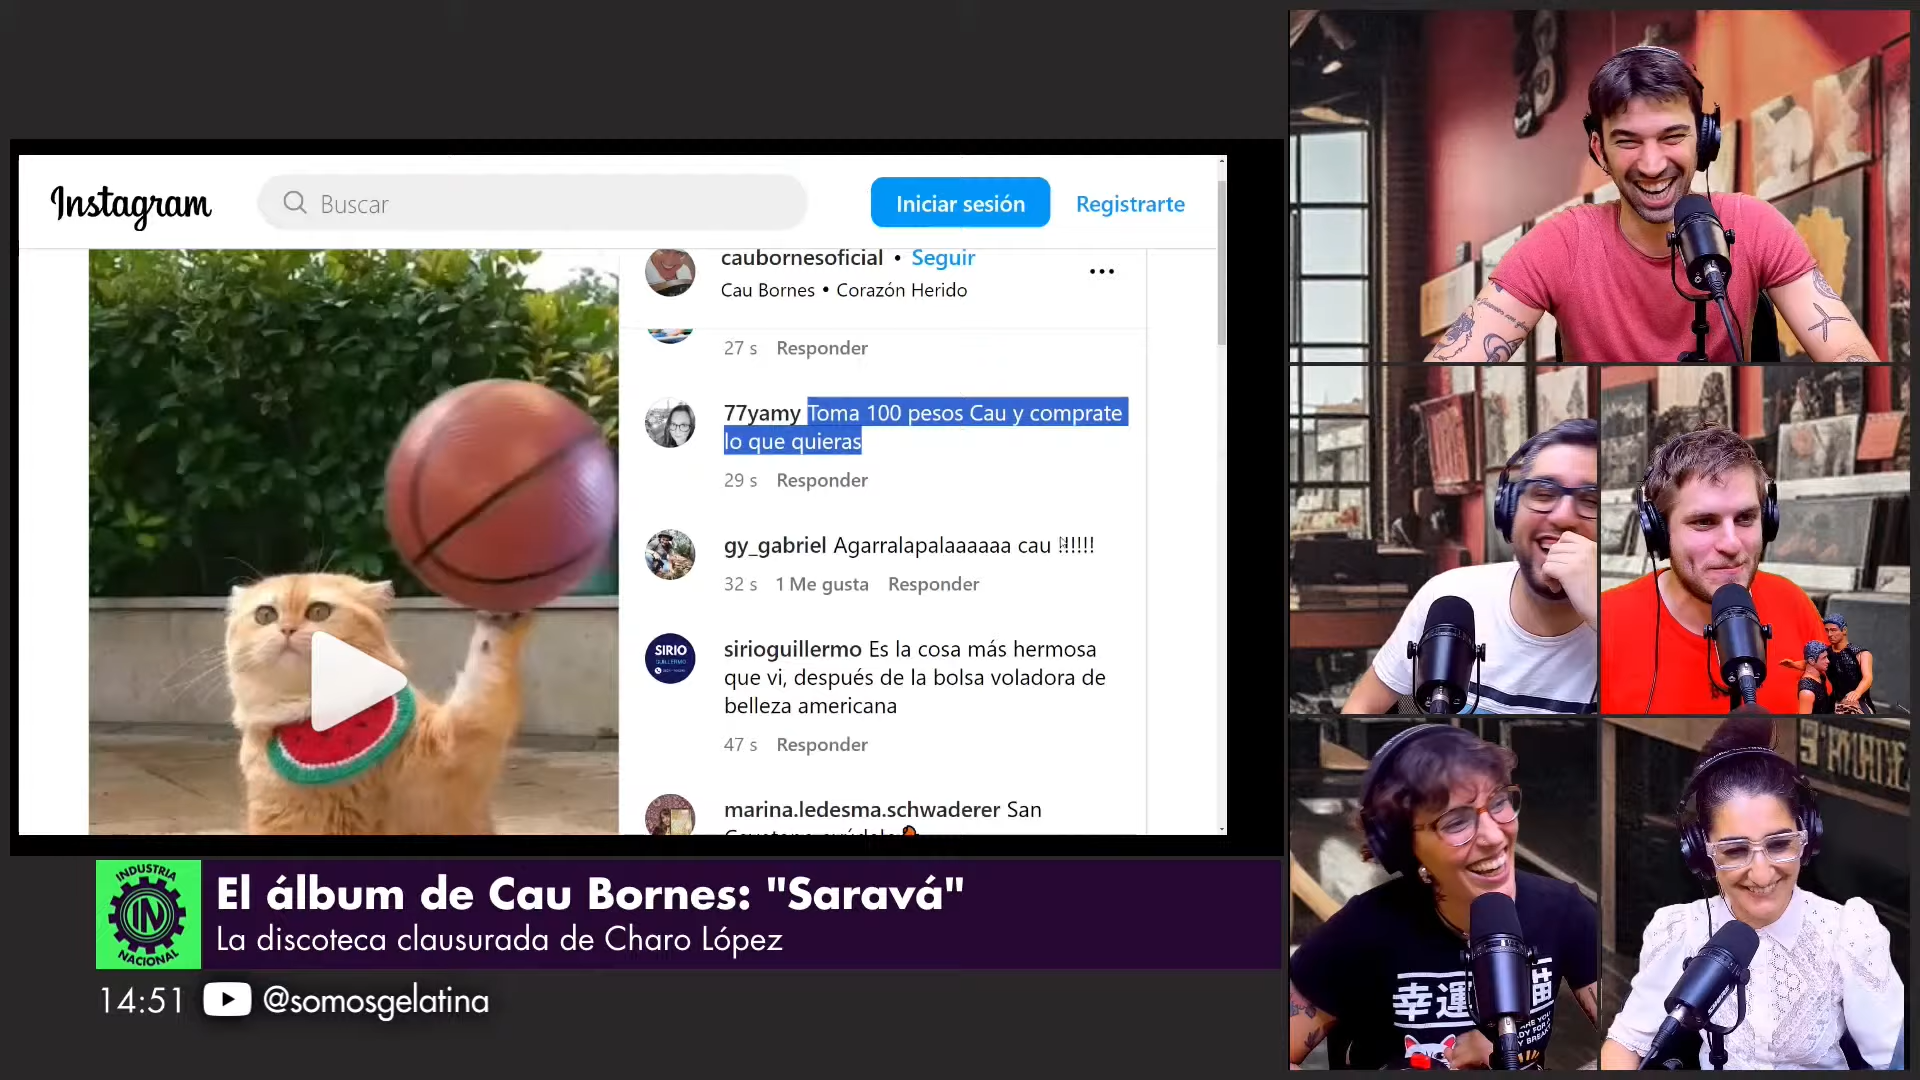 Instagram
Buscar
Iniciar sesión
Registrarte
caubornesoficial • Seguir
Cau Bornes • Corazón Herido
27 s Responder
77yamy Toma 100 pesos Cau y comprate
lo que quieras
29 s Responder
gy_gabriel Agarralapalaaaaaa cau !!!!!!
32 s 1 Me gusta Responder
SIRIO
GUILLERMO
sirioguillermo Es la cosa más hermosa
que vi, después de la bolsa voladora de
belleza americana
47 s Responder
marina.ledesma.schwaderer San
INDUSTRIA
IN
NACIONAL
El álbum de Cau Bornes: "Saravá"
La discoteca clausurada de Charo López
14:51 @somosgelatina
幸運